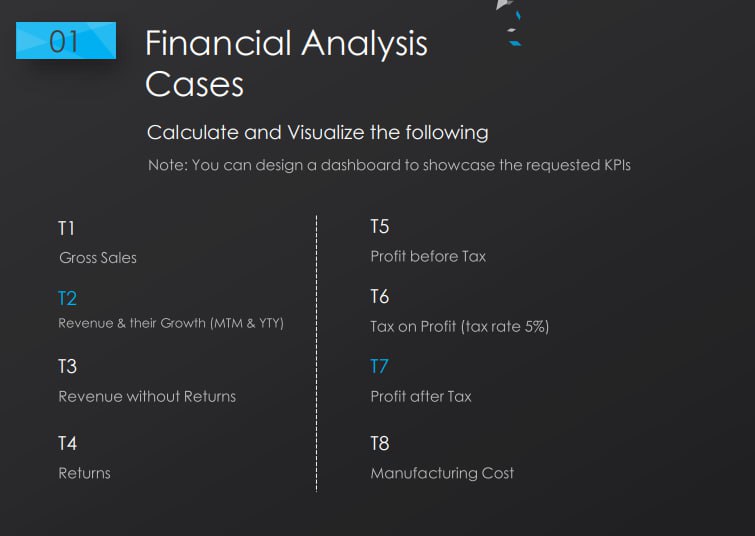 01
Financial Analysis
Cases
Calculate and Visualize the following
Note: You can design a dashboard to showcase the requested KPIs
T1
Gross Sales
T2
Revenue & their Growth (MTM & YTY)
T3
Revenue without Returns
T4
Returns
T5
Profit before Tax
T6
Tax on Profit (tax rate 5%)
T7
Profit after Tax
T8
Manufacturing Cost